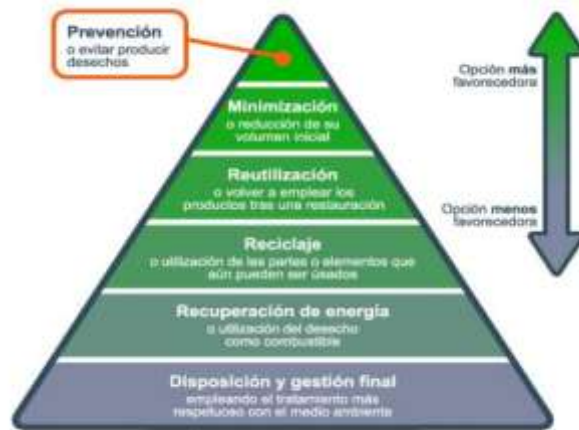 Prevención
o evitar producir
desechos
Opción más
favorecedora
Minimización
o reducción de su
volumen inicial
Reutilización
o volver a emplear los
productos tras una restauración
Opción menos
favorecedora
Reciclaje
o utilización de las partes o elementos que
aún pueden ser usados
Recuperación de energía
o utilización del desecho
como combustible
Disposición y gestión final
empleando el tratamiento más
respetuoso con el medio ambiente